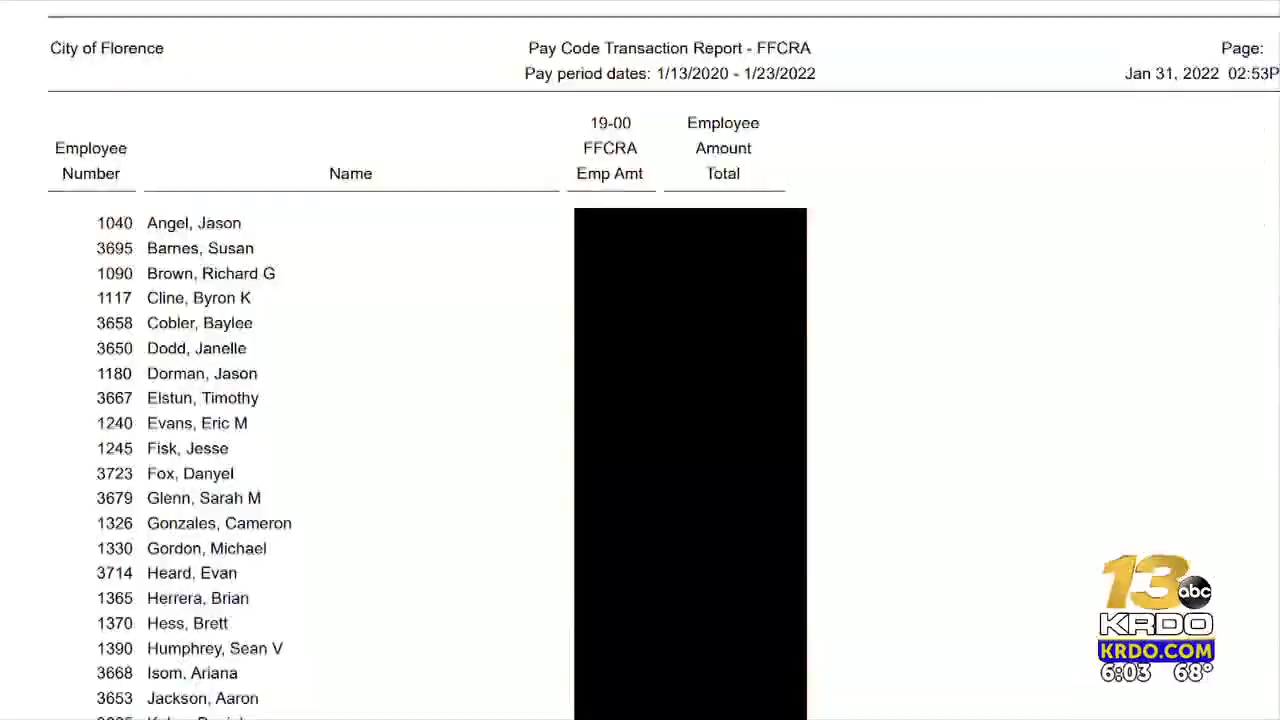 City of Florence Pay Code Transaction Report - FFCRA Page:
Pay period dates: 1/13/2020 - 1/23/2022 Jan 31, 2022 02:53P
19-00 Employee
Employee FFCRA Amount
Number Name Emp Amt Total
1040 Angel, Jason
3695 Barnes, Susan
1090 Brown, Richard G
1117 Cline, Byron K
3658 Cobler, Baylee
3650 Dodd, Janelle
1180 Dorman, Jason
3667 Elstun, Timothy
1240 Evans, Eric M
1245 Fisk, Jesse
3723 Fox, Danyel
3679 Glenn, Sarah M
1326 Gonzales, Cameron
1330 Gordon, Michael
3714 Heard, Evan
1365 Herrera, Brian
1370 Hess, Brett
1390 Humphrey, Sean V
3668 Isom, Ariana
3653 Jackson, Aaron
13 abc
KRDO
KRDO.COM
6:03 68°